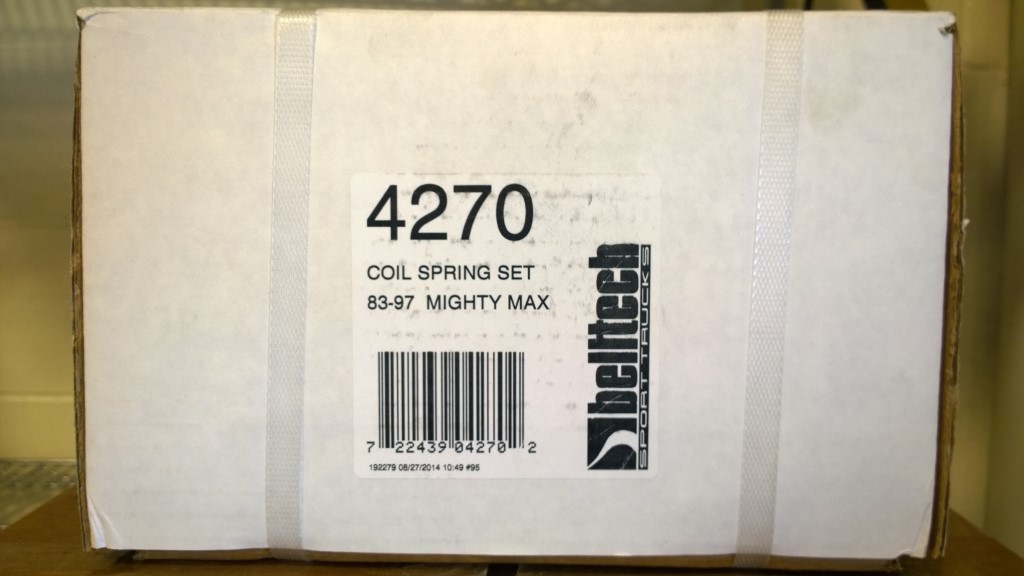 4270
COIL SPRING SET
83-97 MIGHTY MAX
7 22439 04270 2
192279 08/27/2014 10:49 #95
belltech
SPORT TRUCKS